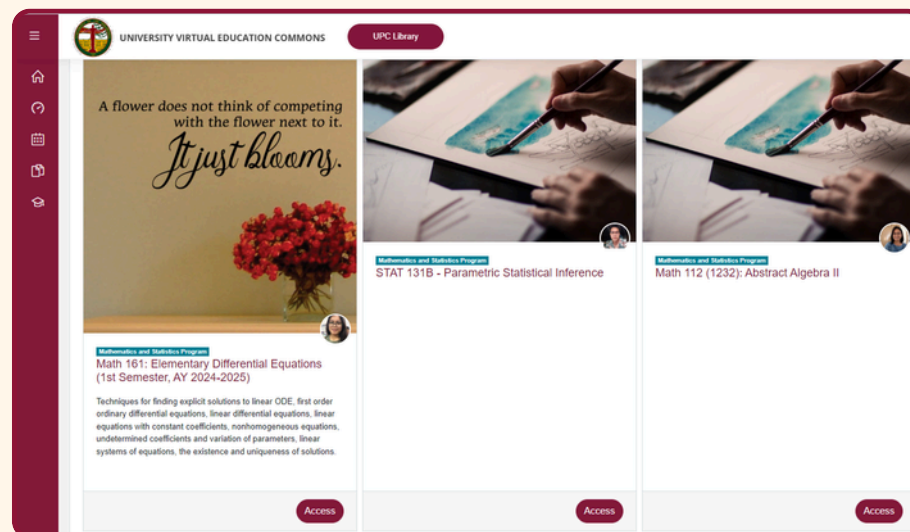 UNIVERSITY VIRTUAL EDUCATION COMMONS
UPC Library
A flower does not think of competing
with the flower next to it.
It just blooms.
Mathematics and Statistics Program
Math 161: Elementary Differential Equations
(1st Semester, AY 2024-2025)
Techniques for finding explicit solutions to linear ODE, first order
ordinary differential equations, linear differential equations, linear
equations with constant coefficients, nonhomogeneous equations,
undetermined coefficients and variation of parameters, linear
systems of equations, the existence and uniqueness of solutions.
Access
Mathematics and Statistics Program
STAT 131B - Parametric Statistical Inference
Access
Mathematics and Statistics Program
Math 112 (1232): Abstract Algebra II
Access